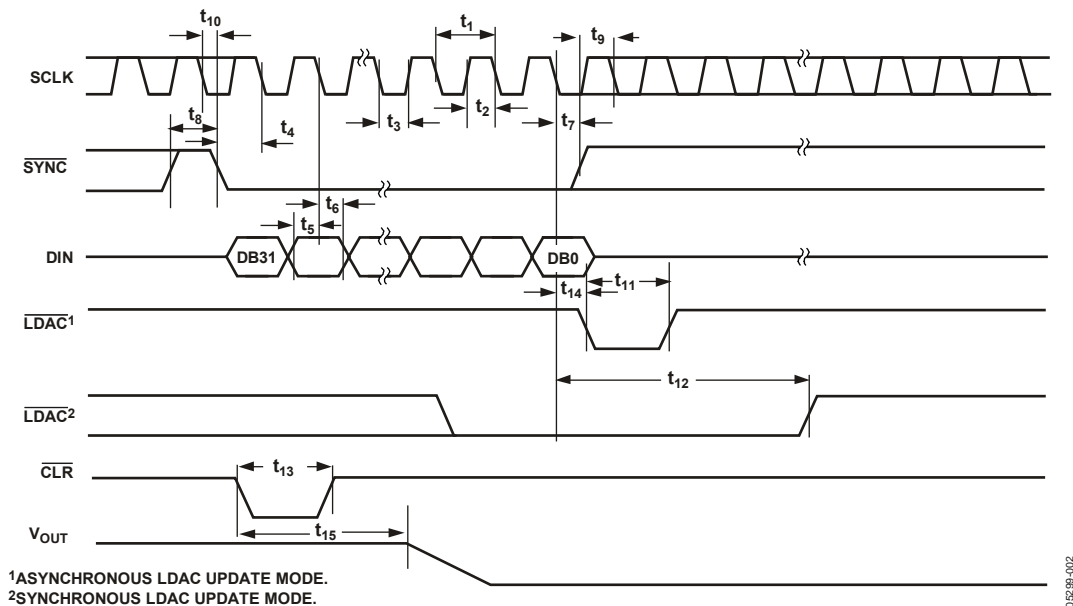 t10
t1
t9
SCLK
t8
t4
t3
t2
t7
SYNC
t6
t5
DIN
DB31
DB0
t14
t11
LDAC1
t12
LDAC2
CLR
t13
VOUT
t15
1ASYNCHRONOUS LDAC UPDATE MODE.
2SYNCHRONOUS LDAC UPDATE MODE.
05299-002